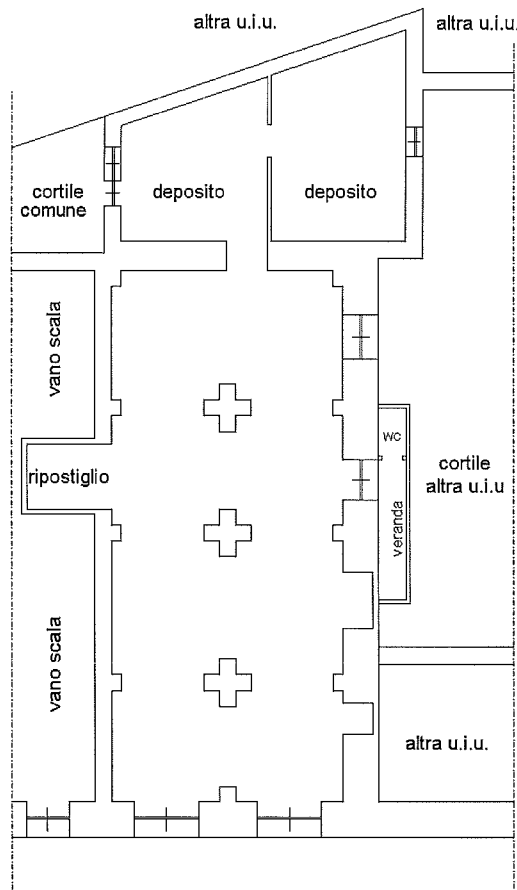 altra u.i.u.
altra u.i.u.
cortile
comune
deposito
deposito
vano scala
WC
ripostiglio
cortile
altra u.i.u
veranda
vano scala
altra u.i.u.